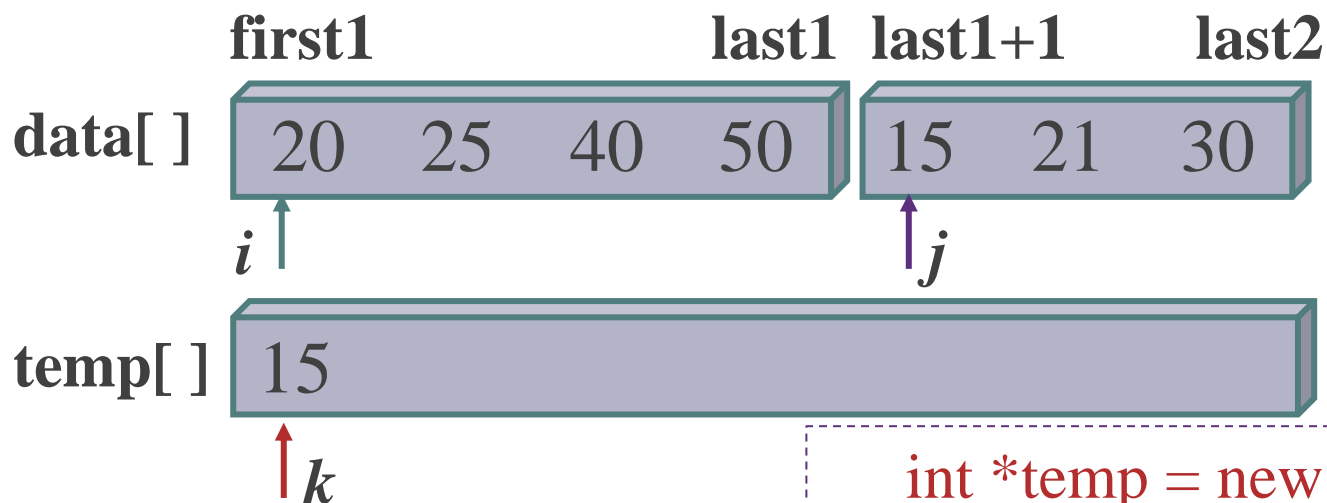 first1 last1 last1+1 last2
data[ ] 20 25 40 50 15 21 30
i j
temp[ ] 15
k
int *temp = new